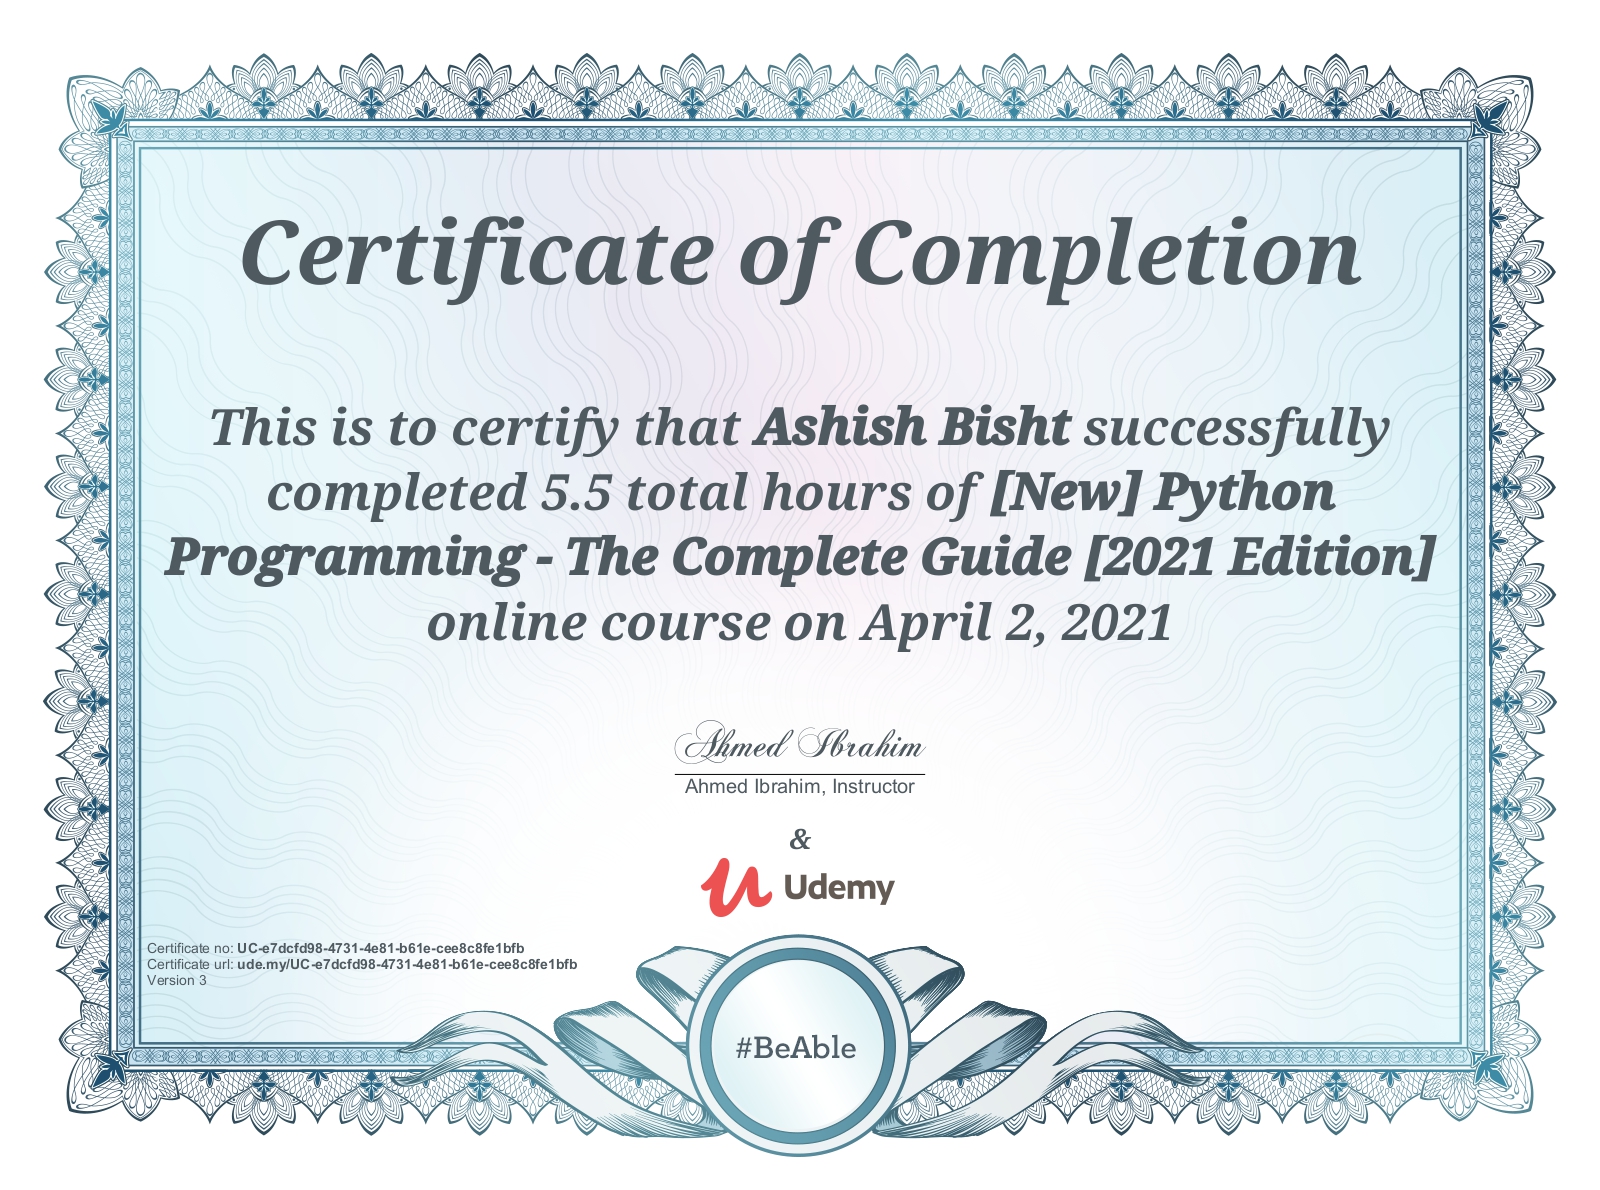 Certificate of Completion
This is to certify that Ashish Bisht successfully
completed 5.5 total hours of [New] Python
Programming - The Complete Guide [2021 Edition]
online course on April 2, 2021
Ahmed Ibrahim
Ahmed Ibrahim, Instructor
&
Udemy
Certificate no: UC-e7dcfd98-4731-4e81-b61e-cee8c8fe1bfb
Certificate url: ude.my/UC-e7dcfd98-4731-4e81-b61e-cee8c8fe1bfb
Version 3
#BeAble